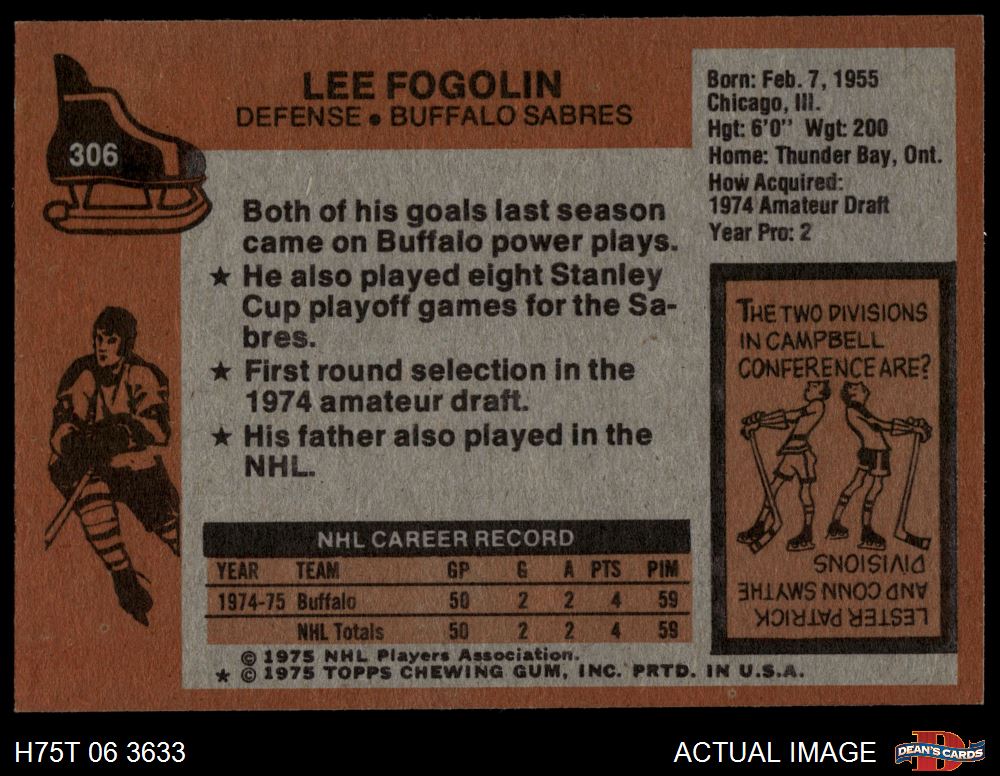 LEE FOGOLIN
DEFENSE • BUFFALO SABRES
306
Both of his goals last season
came on Buffalo power plays.
★ He also played eight Stanley
Cup playoff games for the Sa-
bres.
★ First round selection in the
1974 amateur draft.
★ His father also played in the
NHL.
NHL CAREER RECORD
YEAR TEAM GP G A PTS PIM
1974-75 Buffalo 50 2 2 4 59
NHL Totals 50 2 2 4 59
© 1975 NHL Players Association.
★ © 1975 TOPPS CHEWING GUM, INC. PRTD. IN U.S.A.
Born: Feb. 7, 1955
Chicago, Ill.
Hgt: 6'0" Wgt: 200
Home: Thunder Bay, Ont.
How Acquired:
1974 Amateur Draft
Year Pro: 2
THE TWO DIVISIONS
IN CAMPBELL
CONFERENCE ARE?
LESTER PATRICK
AND CONN SMYTHE
DIVISIONS
H75T 06 3633
ACTUAL IMAGE
DEAN'S CARDS